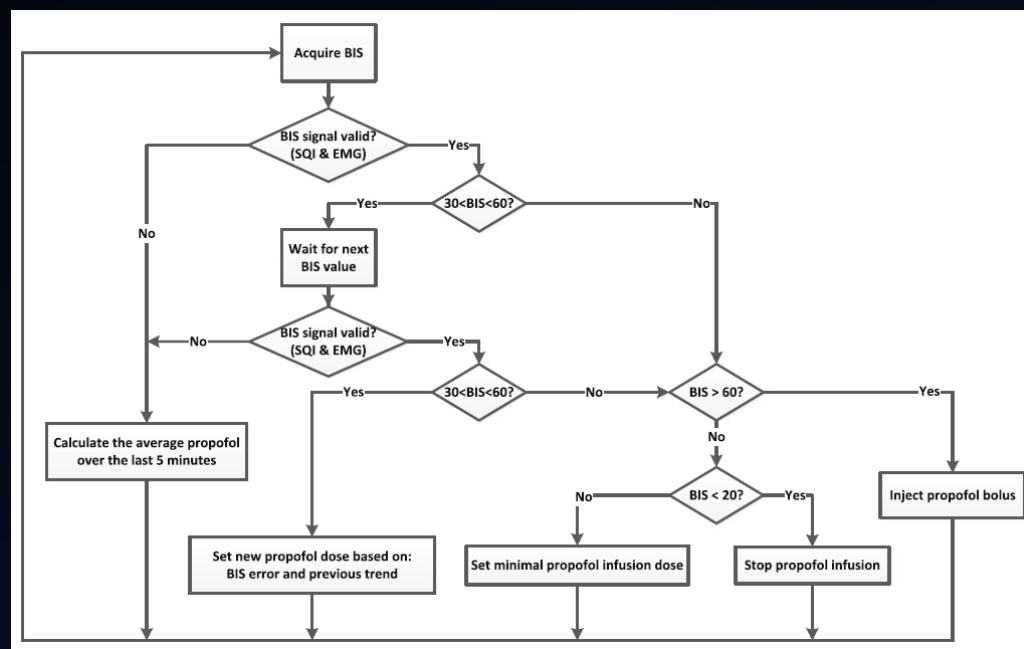 Acquire BIS
BIS signal valid?
(SQI & EMG)
Yes
30<BIS<60?
Yes
No
No
Wait for next
BIS value
BIS signal valid?
(SQI & EMG)
No
Yes
30<BIS<60?
Yes
No
BIS > 60?
Yes
No
Calculate the average propofol
over the last 5 minutes
BIS < 20?
No
Yes
Inject propofol bolus
Set new propofol dose based on:
BIS error and previous trend
Set minimal propofol infusion dose
Stop propofol infusion